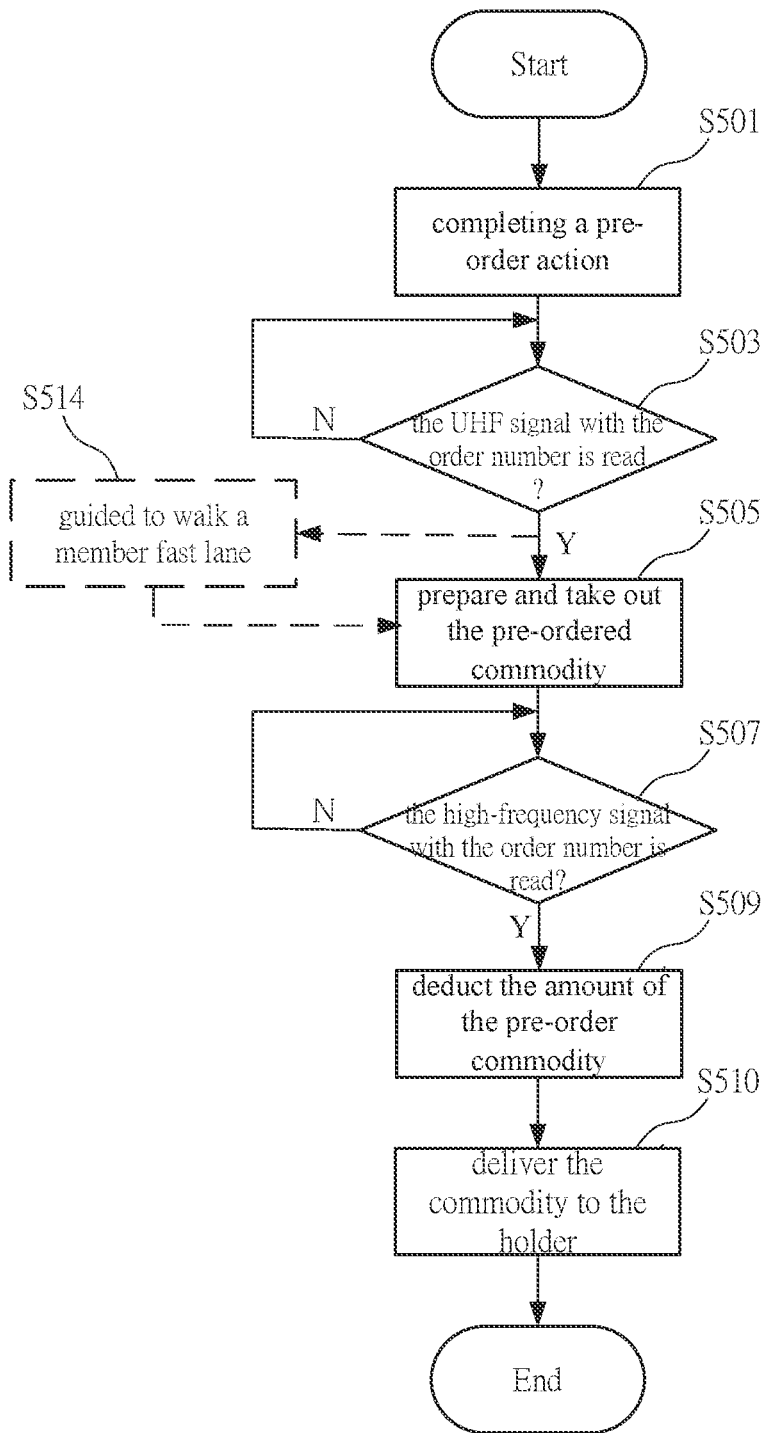 Start
S501
completing a pre-
order action
S503
the UHF signal with the
order number is read
?
N
Y
S514
guided to walk a
member fast lane
S505
prepare and take out
the pre-ordered
commodity
S507
the high-frequency signal
with the order number is
read?
N
Y
S509
deduct the amount of
the pre-order
commodity
S510
deliver the
commodity to the
holder
End